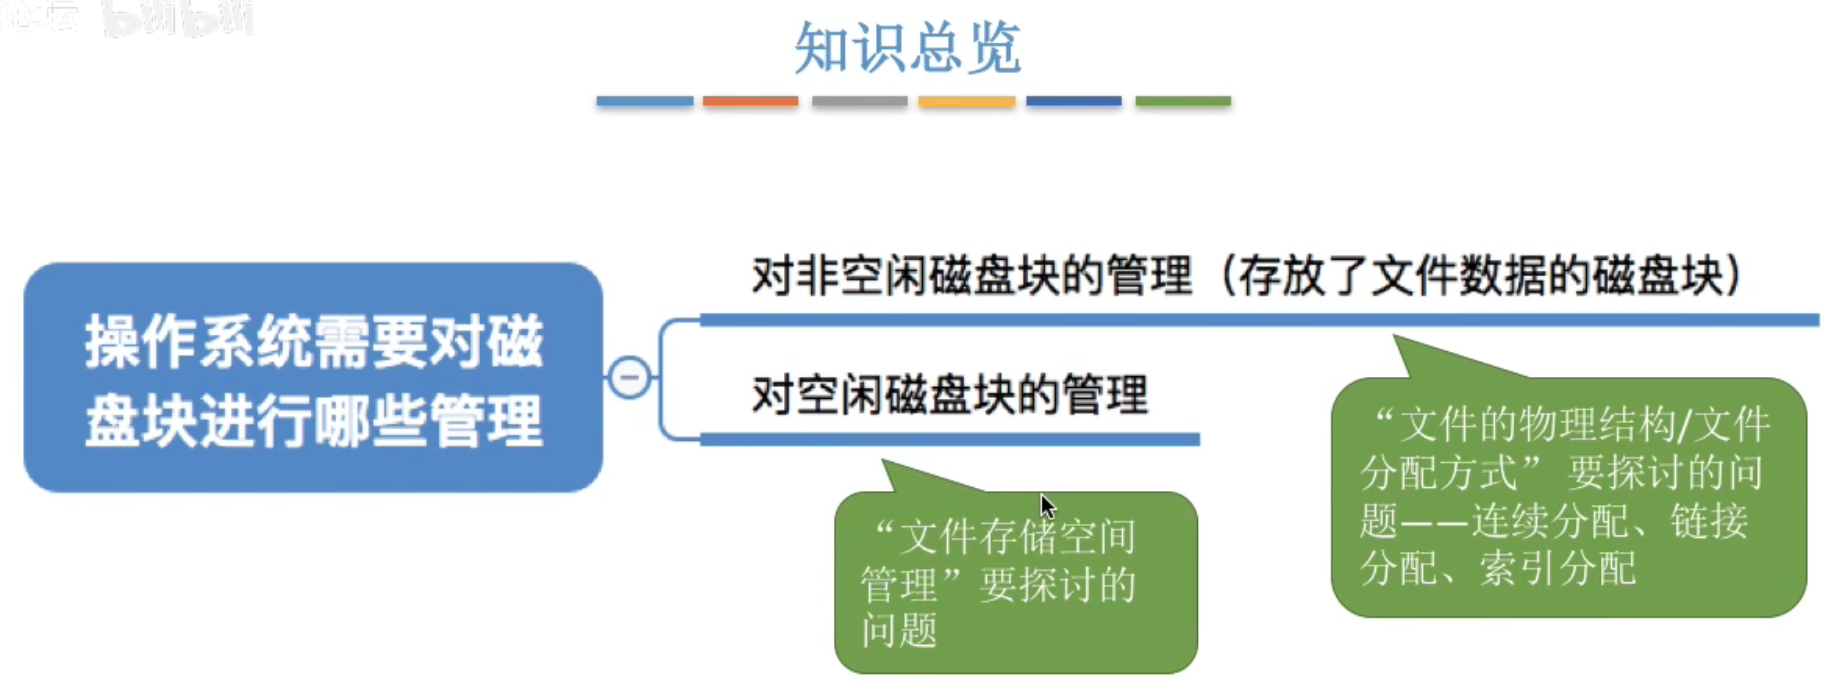 论坛 bilibili
知识总览
对非空闲磁盘块的管理（存放了文件数据的磁盘块）
操作系统需要对磁
盘块进行哪些管理
对空闲磁盘块的管理
“文件的物理结构/文件
分配方式” 要探讨的问
题——连续分配、链接
分配、索引分配
“文件存储空间
管理”要探讨的
问题